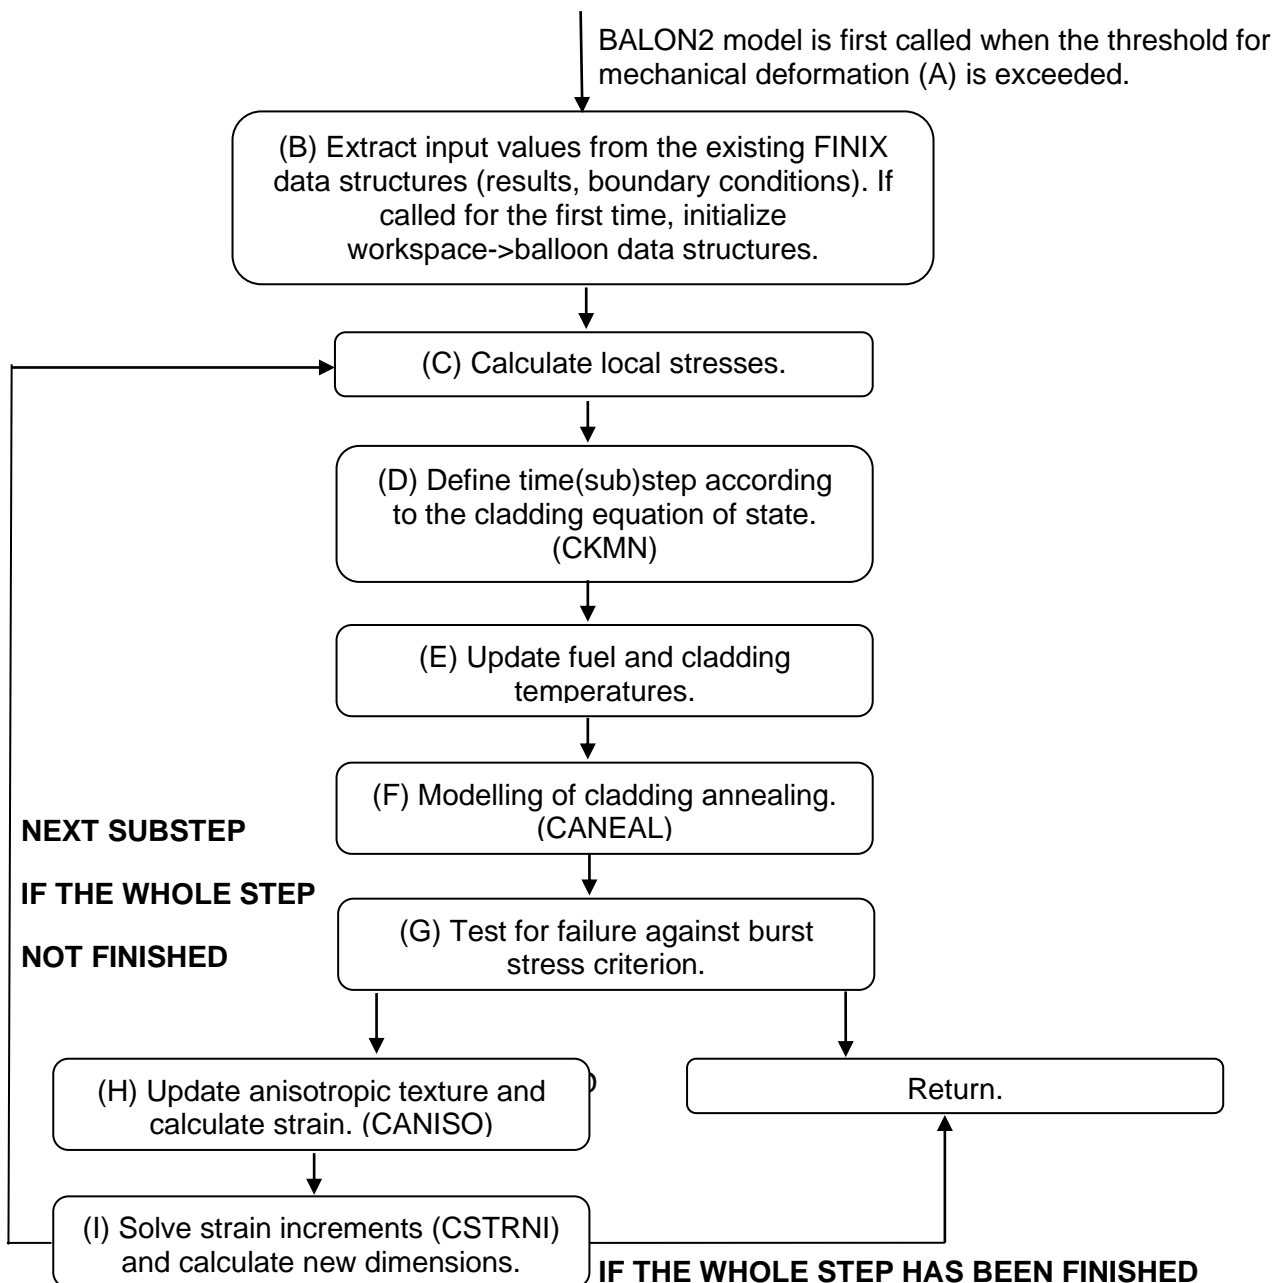 BALON2 model is first called when the threshold for
mechanical deformation (A) is exceeded.
(B) Extract input values from the existing FINIX
data structures (results, boundary conditions). If
called for the first time, initialize
workspace->balloon data structures.
(C) Calculate local stresses.
(D) Define time(sub)step according
to the cladding equation of state.
(CKMN)
(E) Update fuel and cladding
temperatures.
(F) Modelling of cladding annealing.
(CANEAL)
NEXT SUBSTEP
IF THE WHOLE STEP
NOT FINISHED
(G) Test for failure against burst
stress criterion.
(H) Update anisotropic texture and
calculate strain. (CANISO)
Return.
(I) Solve strain increments (CSTRNI)
and calculate new dimensions.
IF THE WHOLE STEP HAS BEEN FINISHED